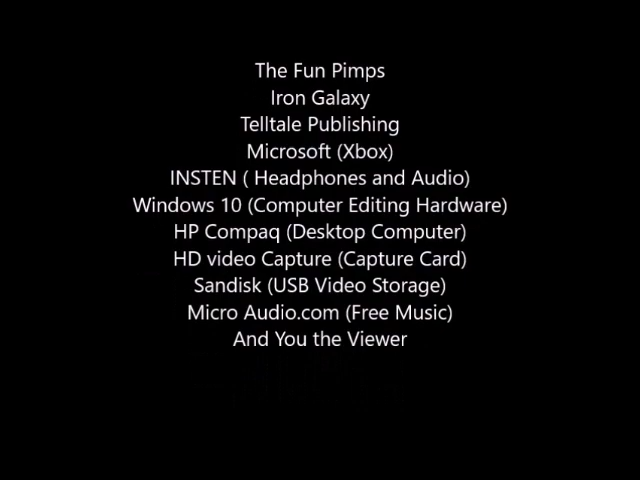 The Fun Pimps
Iron Galaxy
Telltale Publishing
Microsoft (Xbox)
INSTEN ( Headphones and Audio)
Windows 10 (Computer Editing Hardware)
HP Compaq (Desktop Computer)
HD video Capture (Capture Card)
Sandisk (USB Video Storage)
Micro Audio.com (Free Music)
And You the Viewer